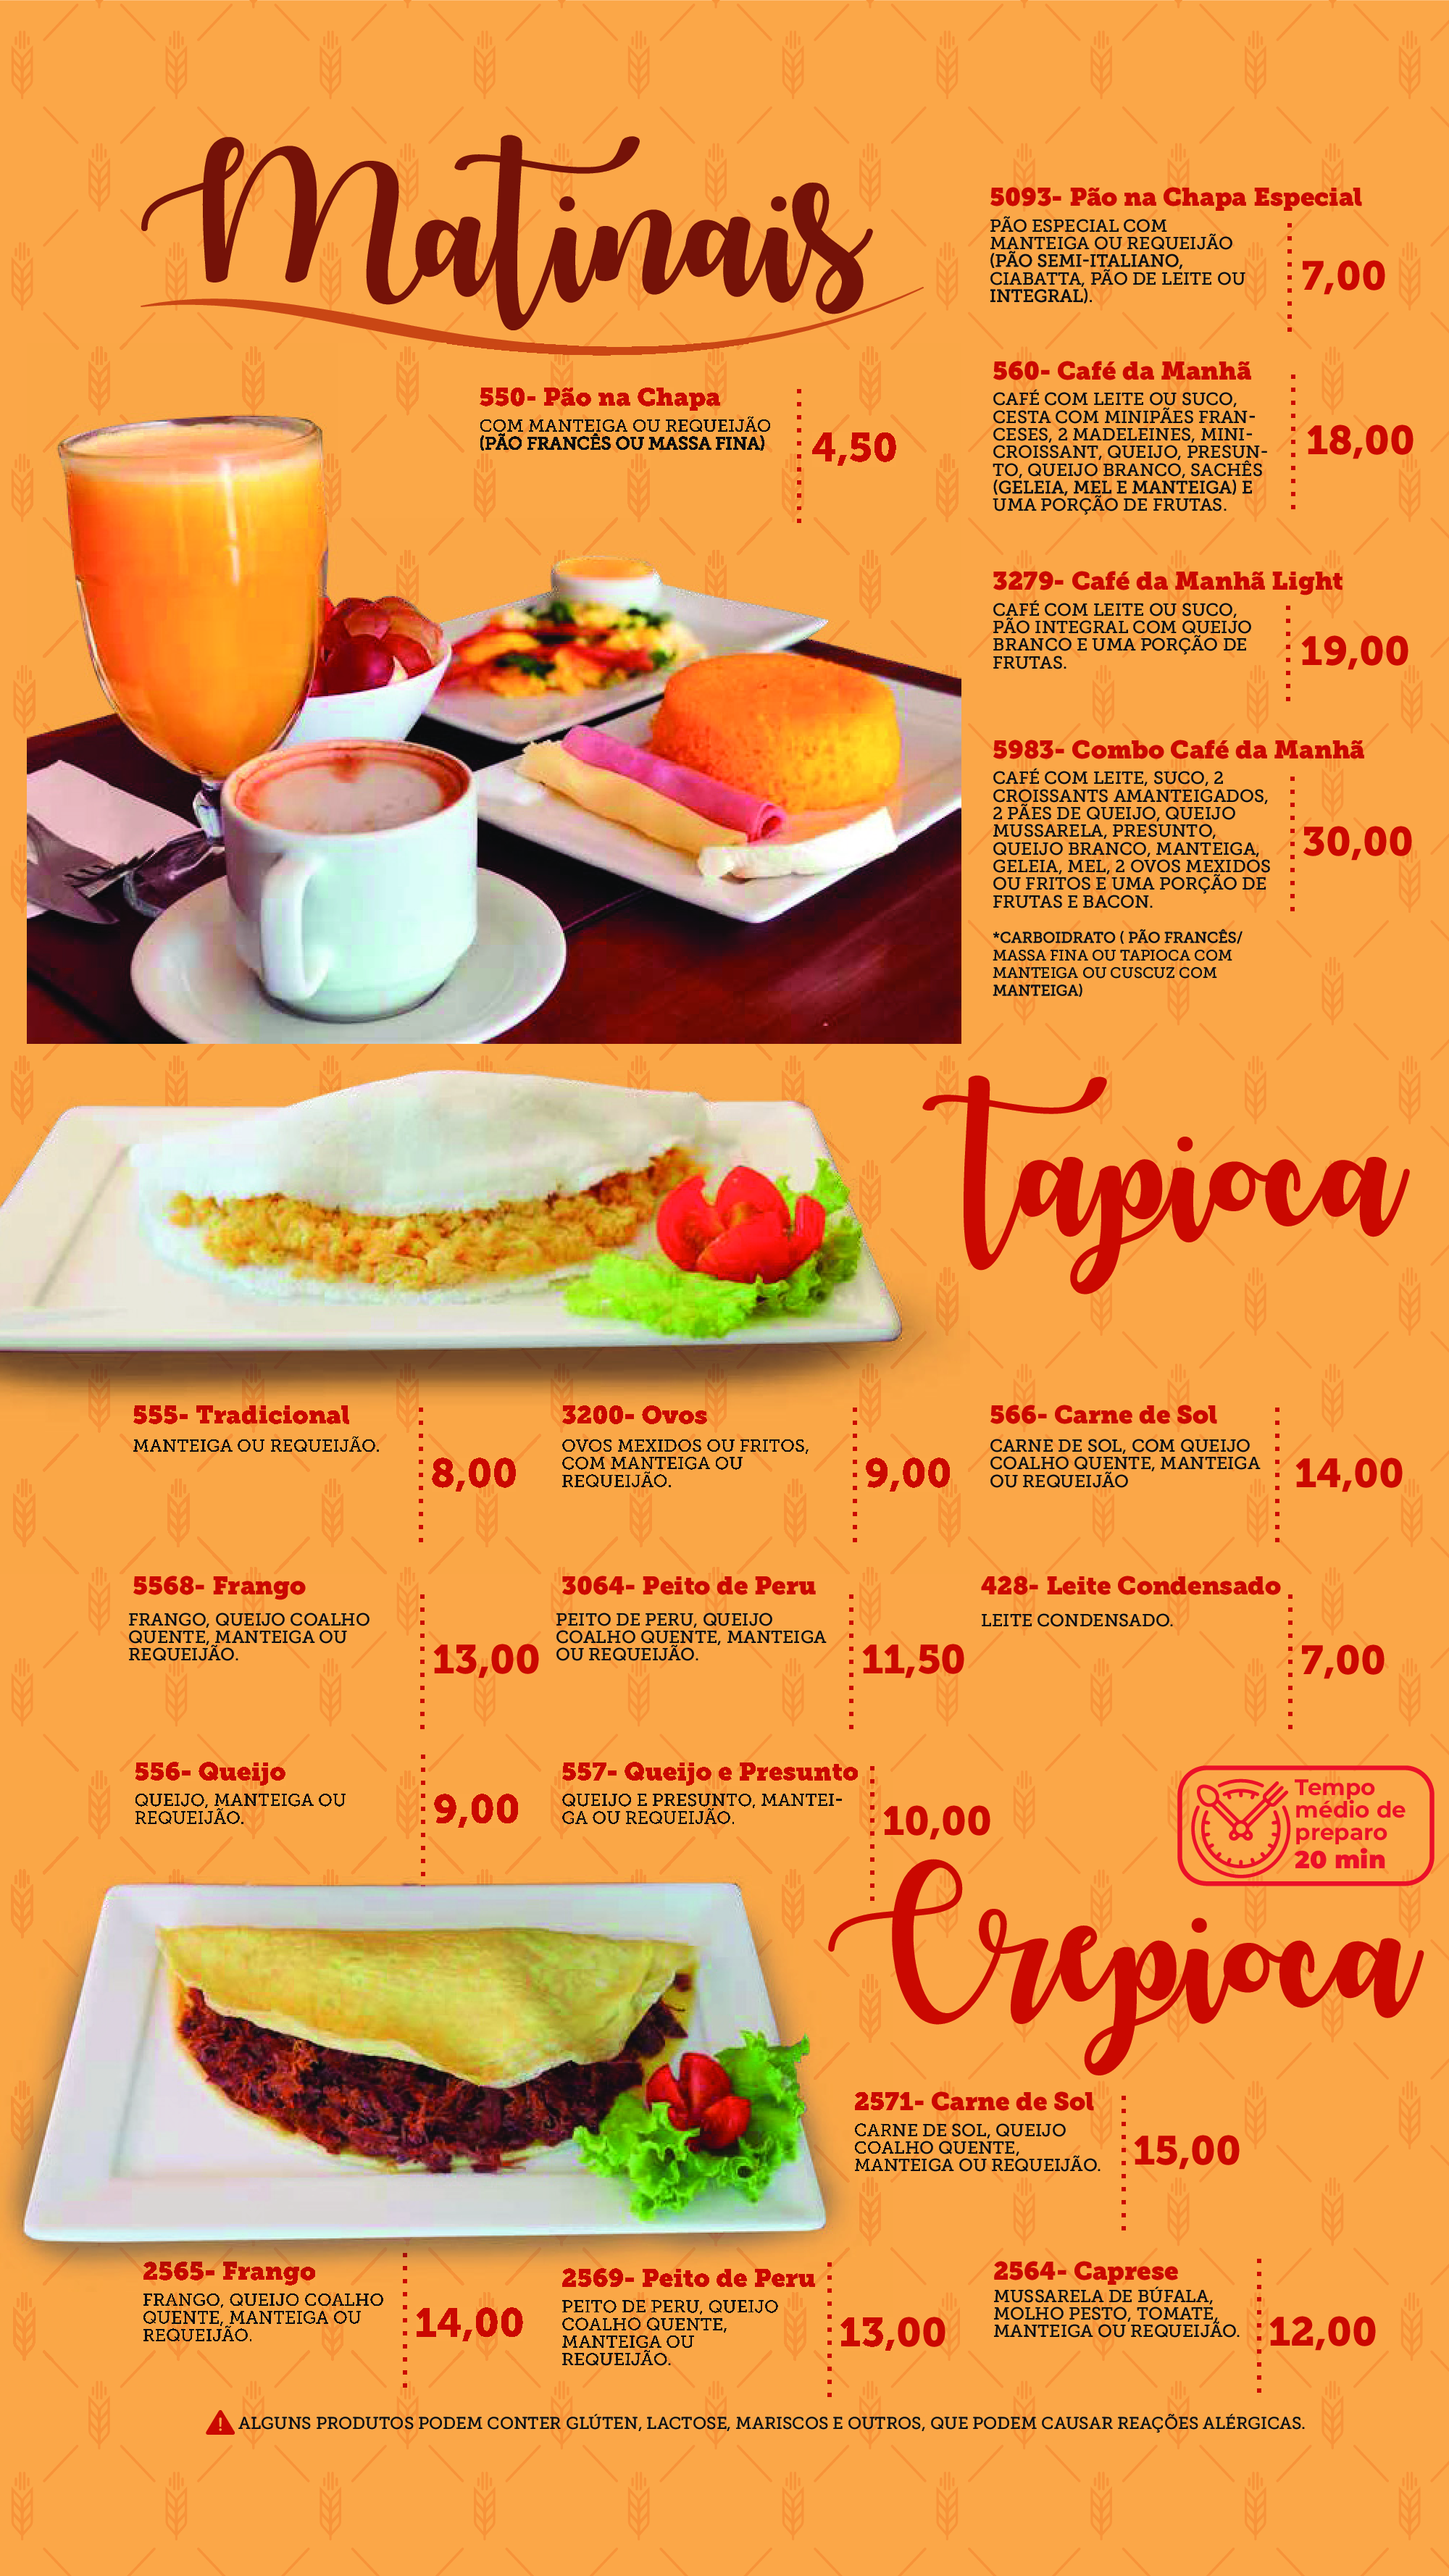 Matinais
550- Pão na Chapa
COM MANTEIGA OU REQUEIJÃO
(PÃO FRANCÊS OU MASSA FINA)
4,50
5093- Pão na Chapa Especial
PÃO ESPECIAL COM
MANTEIGA OU REQUEIJÃO
(PÃO SEMI-ITALIANO,
CIABATTA, PÃO DE LEITE OU
INTEGRAL).
7,00
560- Café da Manhã
CAFÉ COM LEITE OU SUCO,
CESTA COM MINIPÃES FRAN-
CESES, 2 MADELEINES, MINI-
CROISSANT, QUEIJO, PRESUN-
TO, QUEIJO BRANCO, SACHÊS
(GELEIA, MEL E MANTEIGA) E
UMA PORÇÃO DE FRUTAS.
18,00
3279- Café da Manhã Light
CAFÉ COM LEITE OU SUCO,
PÃO INTEGRAL COM QUEIJO
BRANCO E UMA PORÇÃO DE
FRUTAS.
19,00
5983- Combo Café da Manhã
CAFÉ COM LEITE, SUCO, 2
CROISSANTS AMANTEIGADOS,
2 PÃES DE QUEIJO, QUEIJO
MUSSARELA, PRESUNTO,
QUEIJO BRANCO, MANTEIGA,
GELEIA, MEL, 2 OVOS MEXIDOS
OU FRITOS E UMA PORÇÃO DE
FRUTAS E BACON.
30,00
*CARBOIDRATO ( PÃO FRANCÊS/
MASSA FINA OU TAPIOCA COM
MANTEIGA OU CUSCUZ COM
MANTEIGA)
Tapioca
555- Tradicional
MANTEIGA OU REQUEIJÃO.
8,00
3200- Ovos
OVOS MEXIDOS OU FRITOS,
COM MANTEIGA OU
REQUEIJÃO.
9,00
566- Carne de Sol
CARNE DE SOL, COM QUEIJO
COALHO QUENTE, MANTEIGA
OU REQUEIJÃO
14,00
5568- Frango
FRANGO, QUEIJO COALHO
QUENTE, MANTEIGA OU
REQUEIJÃO.
13,00
3064- Peito de Peru
PEITO DE PERU, QUEIJO
COALHO QUENTE, MANTEIGA
OU REQUEIJÃO.
11,50
428- Leite Condensado
LEITE CONDENSADO.
7,00
556- Queijo
QUEIJO, MANTEIGA OU
REQUEIJÃO.
9,00
557- Queijo e Presunto
QUEIJO E PRESUNTO, MANTEI-
GA OU REQUEIJÃO.
10,00
Tempo
médio de
preparo
20 min
Crepioca
2571- Carne de Sol
CARNE DE SOL, QUEIJO
COALHO QUENTE,
MANTEIGA OU REQUEIJÃO.
15,00
2565- Frango
FRANGO, QUEIJO COALHO
QUENTE, MANTEIGA OU
REQUEIJÃO.
14,00
2569- Peito de Peru
PEITO DE PERU, QUEIJO
COALHO QUENTE,
MANTEIGA OU
REQUEIJÃO.
13,00
2564- Caprese
MUSSARELA DE BÚFALA,
MOLHO PESTO, TOMATE,
MANTEIGA OU REQUEIJÃO.
12,00
ALGUNS PRODUTOS PODEM CONTER GLÚTEN, LACTOSE, MARISCOS E OUTROS, QUE PODEM CAUSAR REAÇÕES ALÉRGICAS.